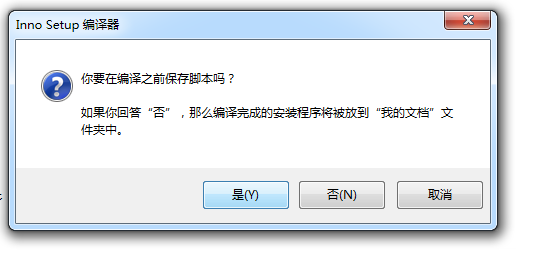 Inno Setup 编译器
你要在编译之前保存脚本吗？
如果你回答“否”，那么编译完成的安装程序将被放到“我的文档”文
件夹中。
是(Y) 否(N) 取消